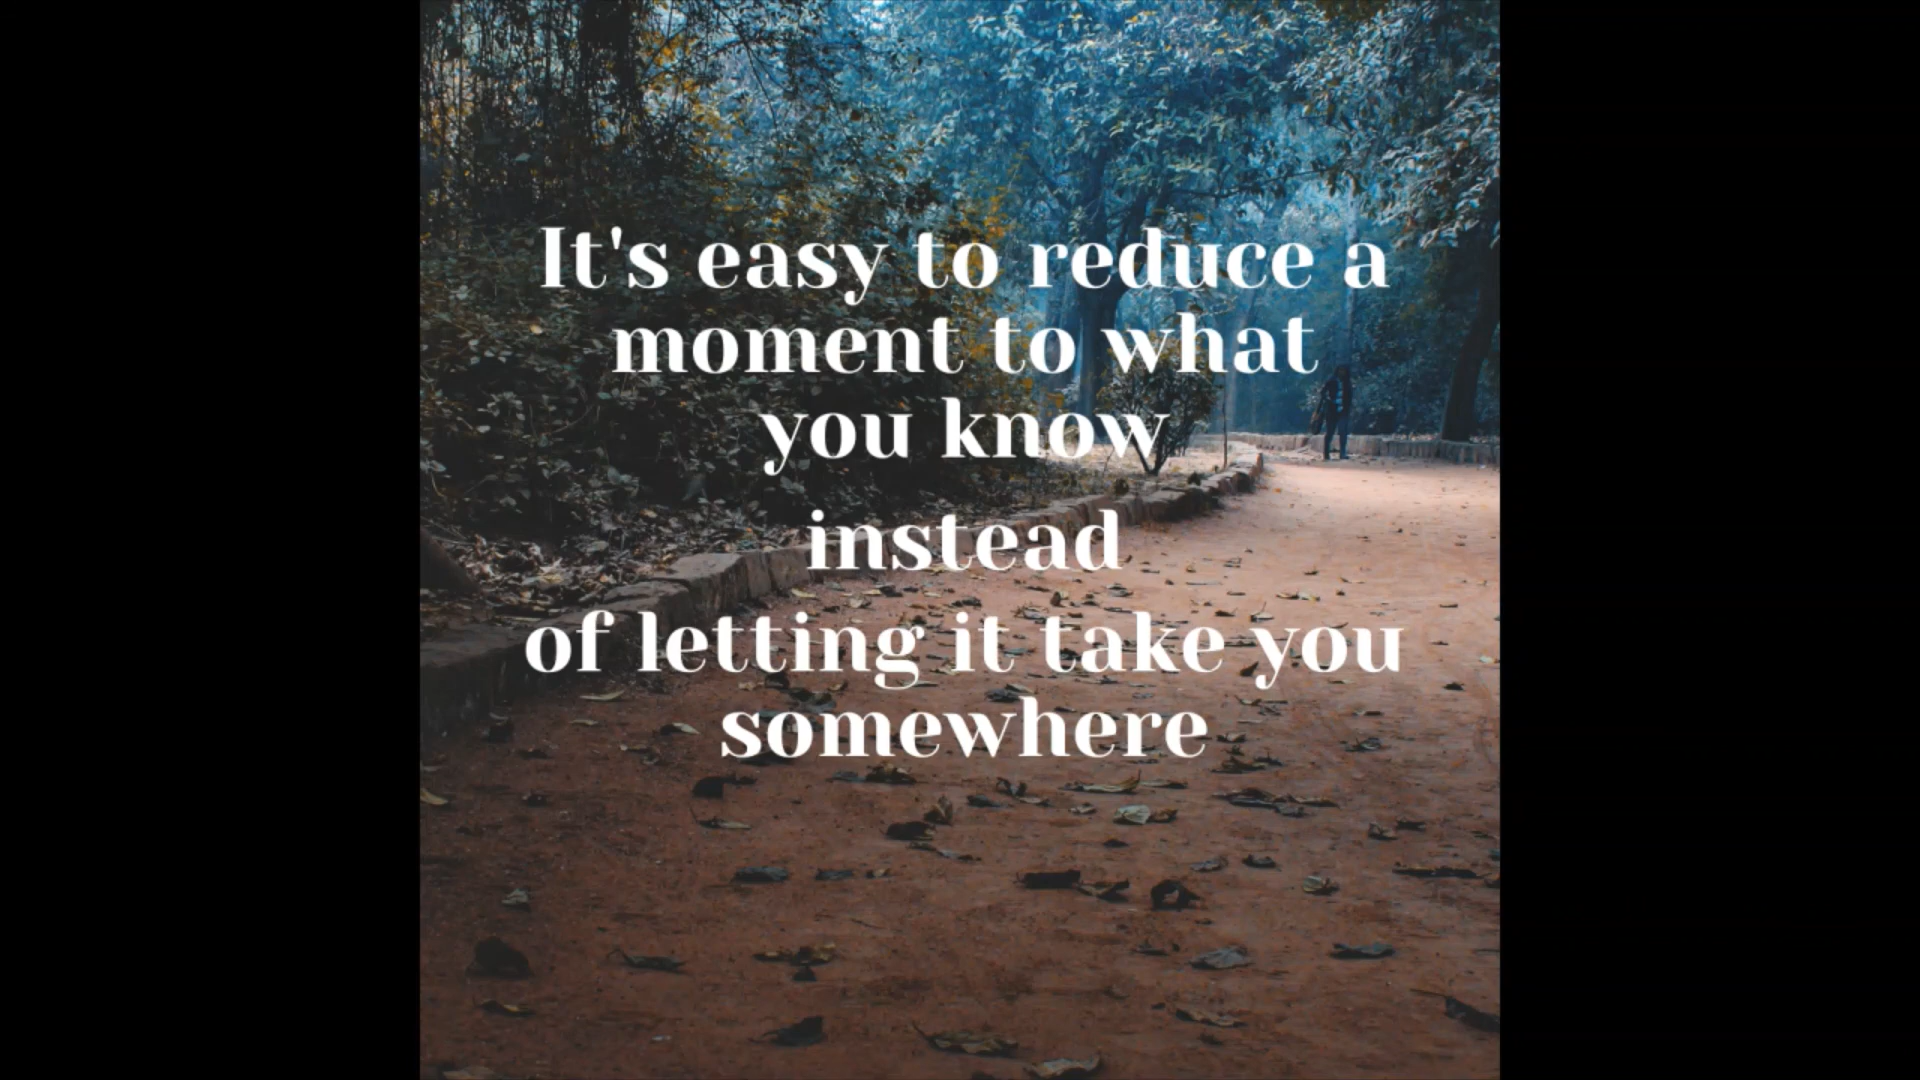 It's easy to reduce a
moment to what
you know
instead
of letting it take you
somewhere